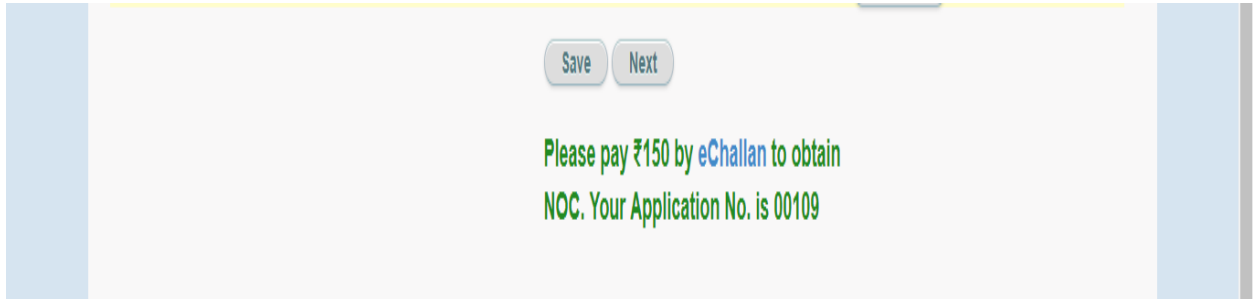 Save Next
Please pay ₹150 by eChallan to obtain
NOC. Your Application No. is 00109